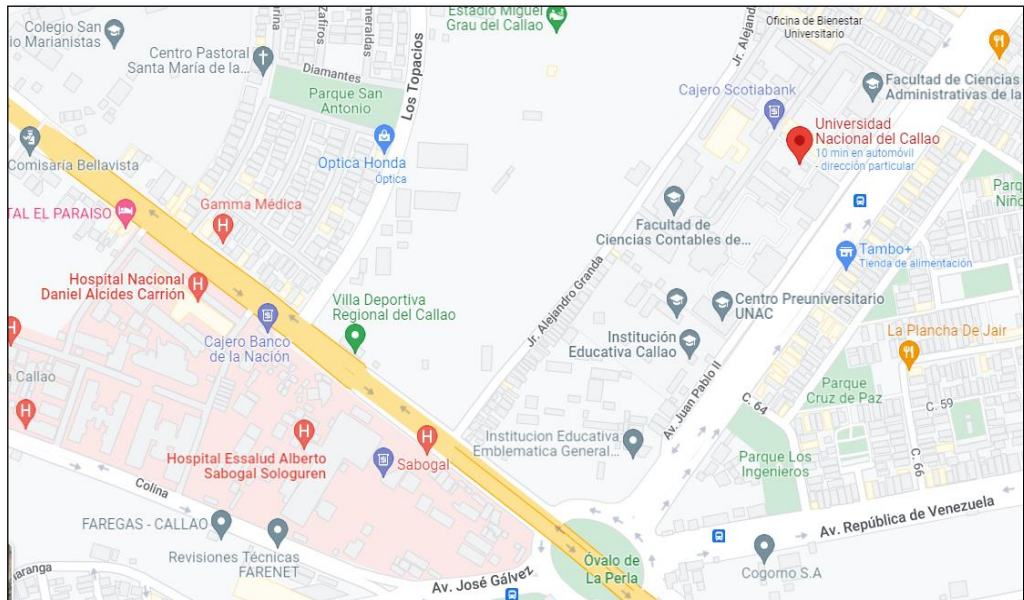 Colegio San
io Marianistas
Zafiros
meraldas
Estadio Miguel
Grau del Callao
Jr. Alejand
Oficina de Bienestar
Universitario
Centro Pastoral
Santa María de la...
Diamantes
Parque San
Antonio
Los Topacios
Cajero Scotiabank
Facultad de Ciencias
Administrativas de la
Universidad
Nacional del Callao
10 min en automóvil
- dirección particular
Comisaría Bellavista
Optica Honda
Óptica
TAL EL PARAISO
Gamma Médica
H
Parq
Niño
Facultad de
Ciencias Contables de...
Tambo+
Tienda de alimentación
Hospital Nacional
Daniel Alcides Carrión
H
Villa Deportiva
Regional del Callao
Jr. Alejandro Granda
Centro Preuniversitario
UNAC
H
Cajero Banco
de la Nación
Institución
Educativa Callao
La Plancha De Jair
a Callao
H
Av. Juan Pablo II
Parque
Cruz de Paz
C. 64
C. 59
C. 66
Hospital Essalud Alberto
Sabogal Sologuren
H
H
Sabogal
Institucion Educativa
Emblematica General...
Parque Los
Ingenieros
Colina
FAREGAS - CALLAO
Av. República de Venezuela
Revisiones Técnicas
FARENET
Óvalo de
La Perla
Cogorno S.A
aranga
Av. José Gálvez